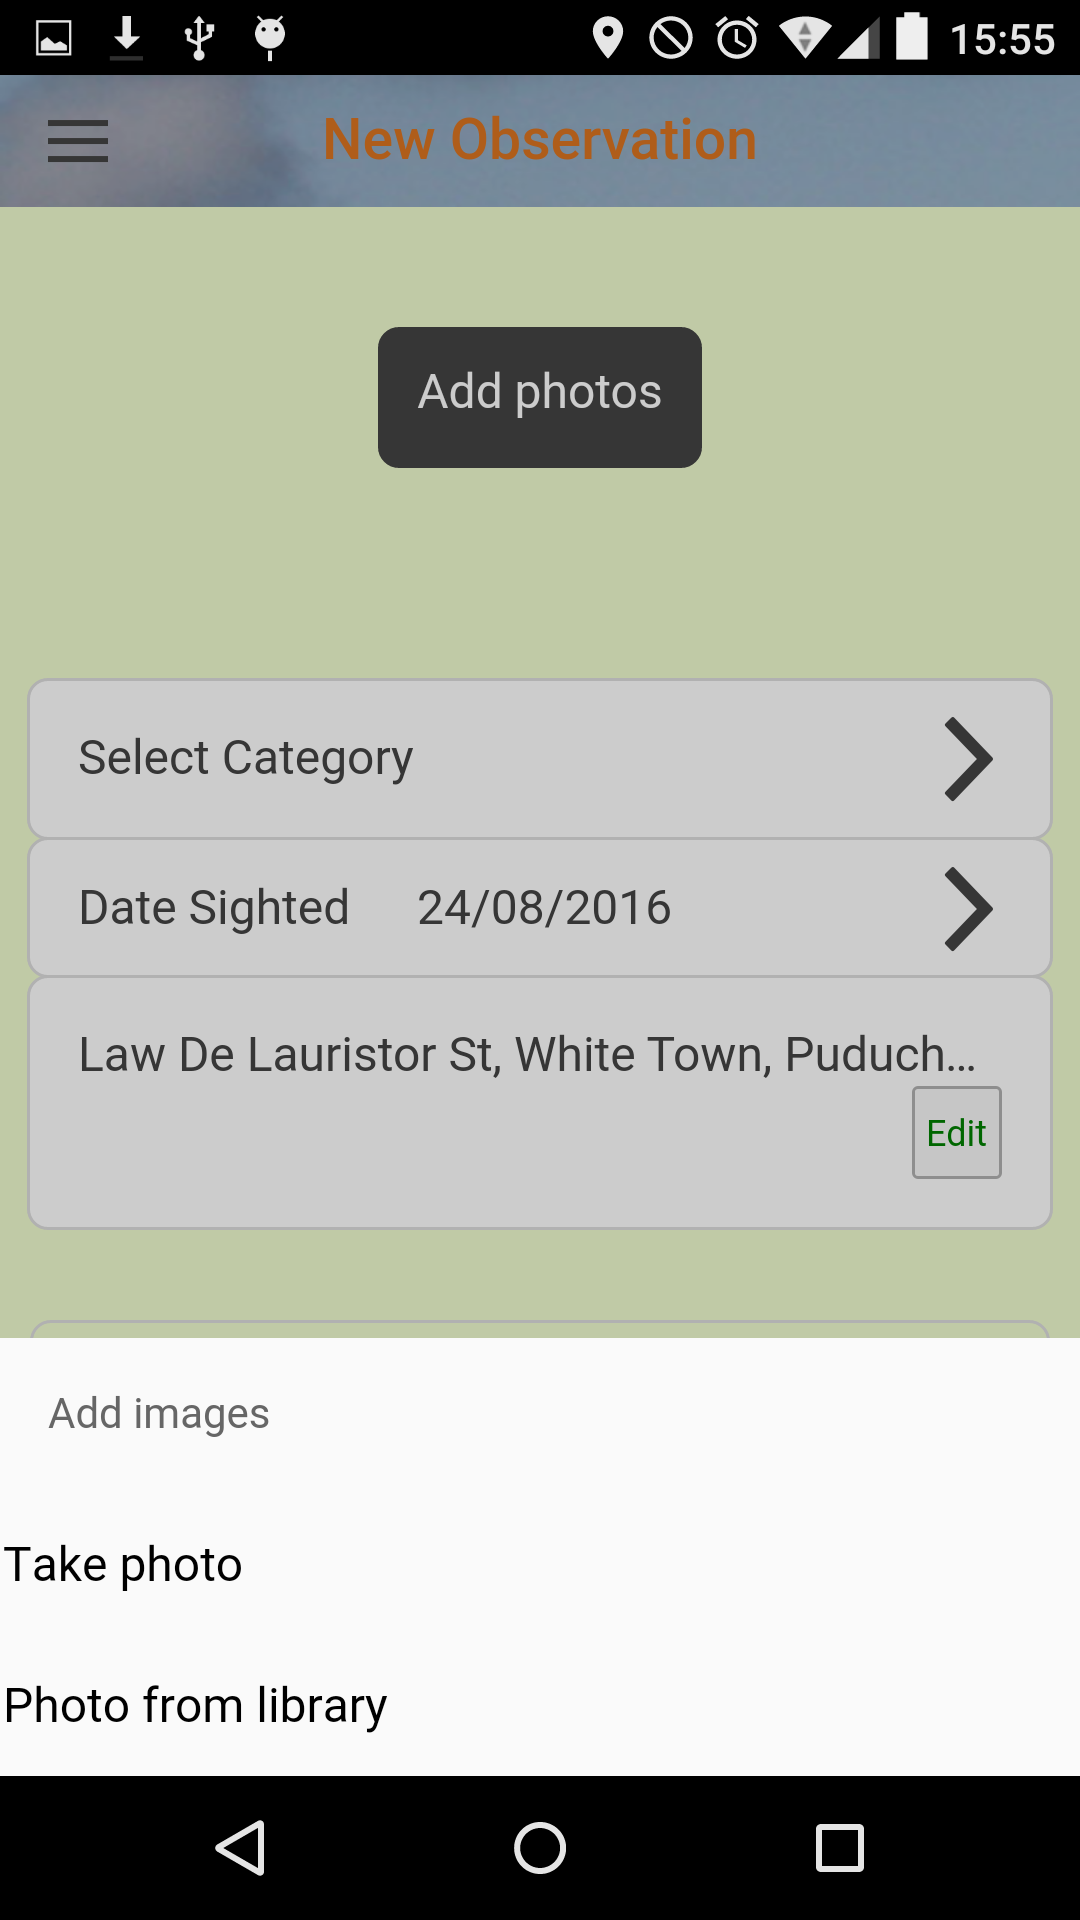 15:55
New Observation
Add photos
Select Category
Date Sighted 24/08/2016
Law De Lauristor St, White Town, Puduch...
Edit
Add images
Take photo
Photo from library